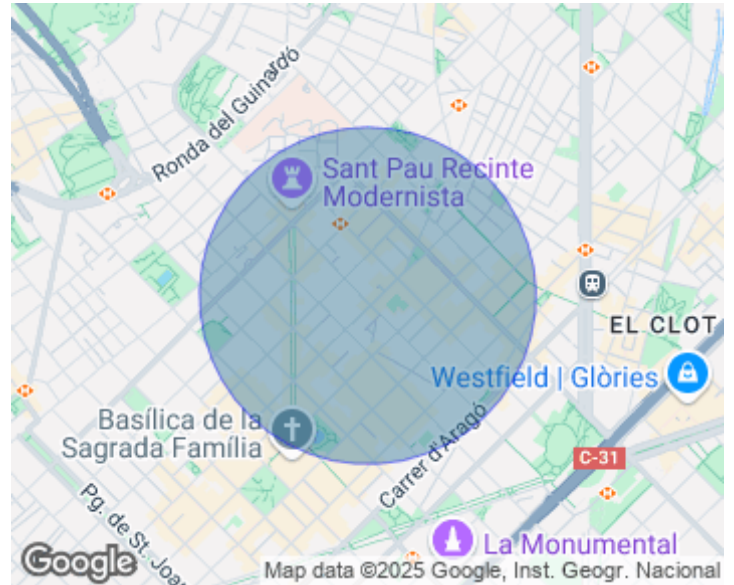 Ronda del Guinardó
Sant Pau Recinte
Modernista
EL CLOT
Westfield | Glòries
Basílica de la
Sagrada Família
Carrer d'Aragó
C-31
Pg. de St. Joa
La Monumental
Google
Map data ©2025 Google, Inst. Geogr. Nacional